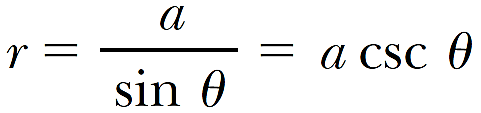 r = a / sin θ = a csc θ